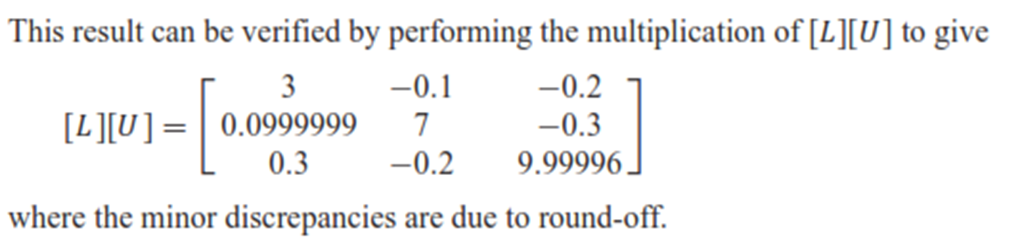 This result can be verified by performing the multiplication of [L][U] to give
3 −0.1 −0.2
[L][U] = 0.0999999 7 −0.3
0.3 −0.2 9.99996
where the minor discrepancies are due to round-off.